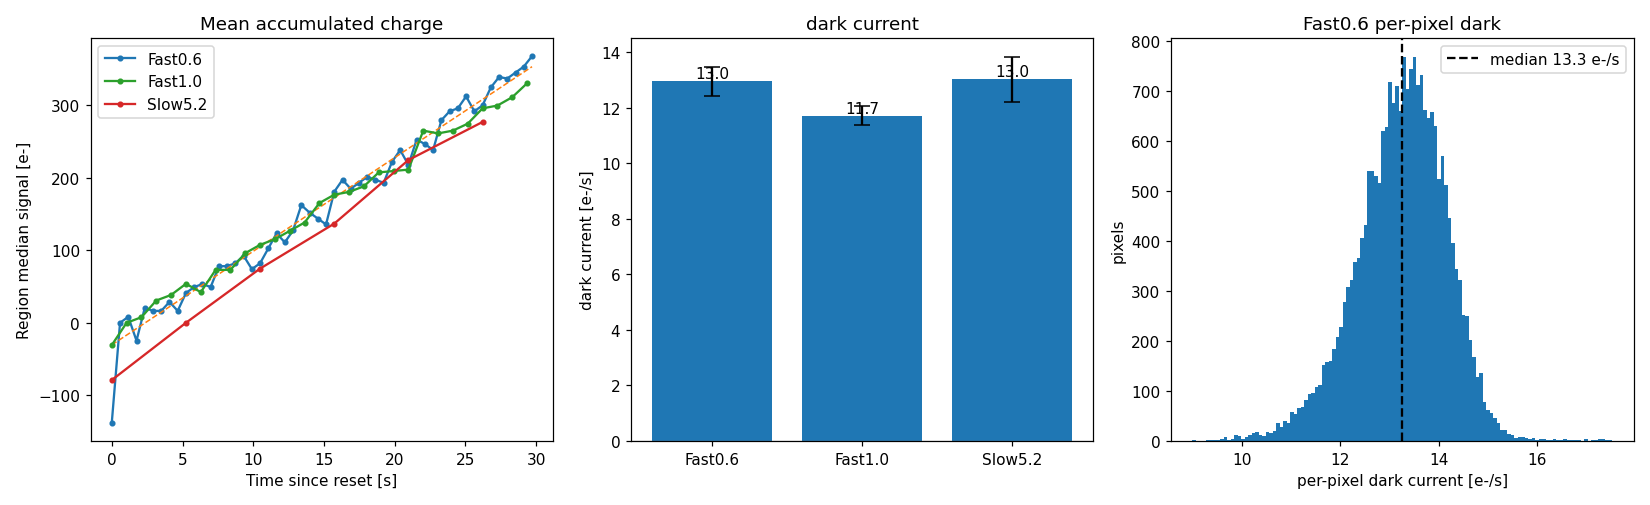 Mean accumulated charge
Region median signal [e-]
300
200
100
0
−100
Fast0.6
Fast1.0
Slow5.2
0 5 10 15 20 25 30
Time since reset [s]
dark current
dark current [e-/s]
14
12
10
8
6
4
2
0
13.0 11.7 13.0
Fast0.6 Fast1.0 Slow5.2
Fast0.6 per-pixel dark
pixels
800
700
600
500
400
300
200
100
0
median 13.3 e-/s
10 12 14 16
per-pixel dark current [e-/s]